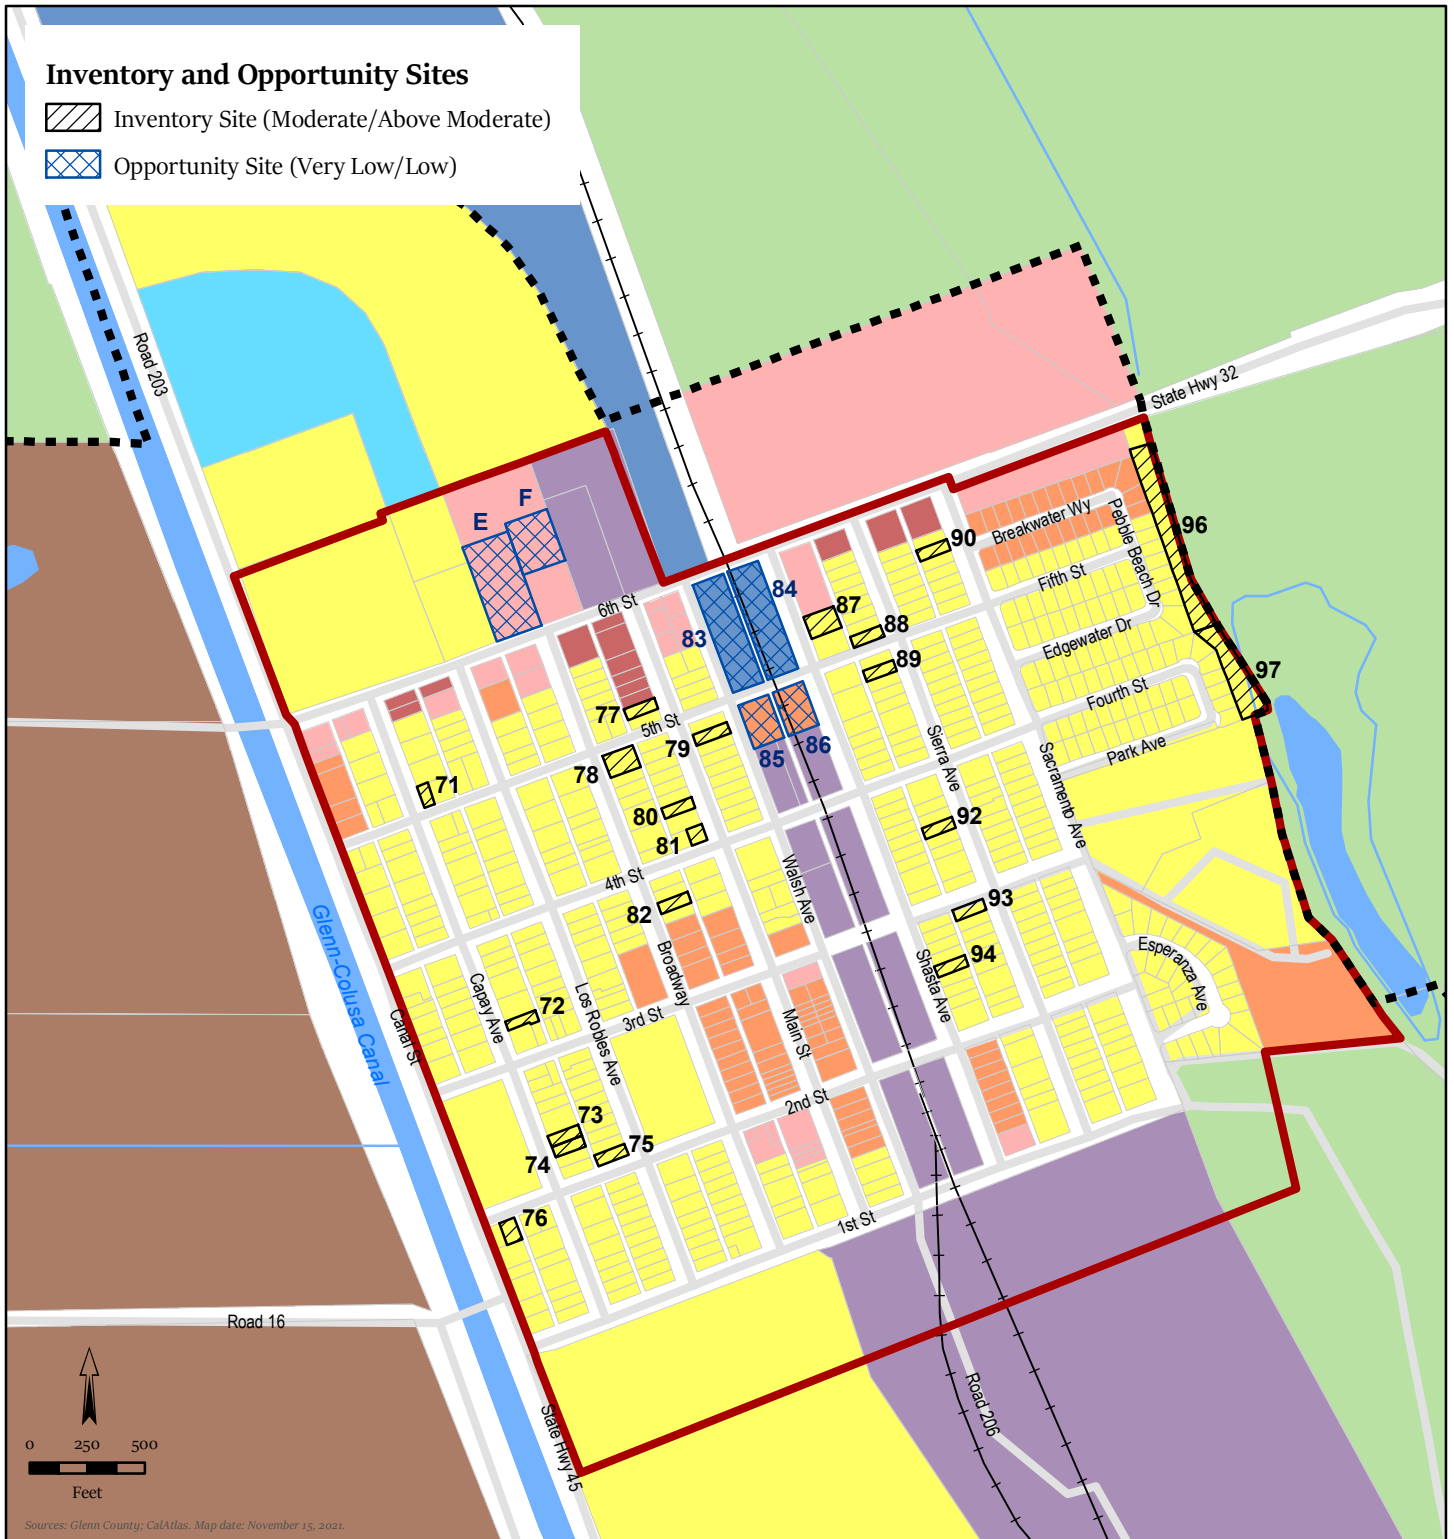 Inventory and Opportunity Sites
Inventory Site (Moderate/Above Moderate)
Opportunity Site (Very Low/Low)
Road 203
State Hwy 32
F
E
90
96
Breakwater Wy
Pebble Beach Dr
Fifth St
84
6th St
87
83
88
Edgewater Dr
89
97
Fourth St
77
5th St
79
86
85
Park Ave
78
Sierra Ave
Sacramento Ave
71
80
92
81
4th St
Walsh Ave
82
93
Glenn-Colusa Canal
94
Esperanza Ave
Broadway
Shasta Ave
Capay Ave
Los Robles Ave
72
3rd St
Canal St
Main St
2nd St
73
75
74
76
1st St
Road 16
Road 206
State Hwy 45
0 250 500
Feet
Sources: Glenn County; CalAtlas. Map date: November 15, 2021.